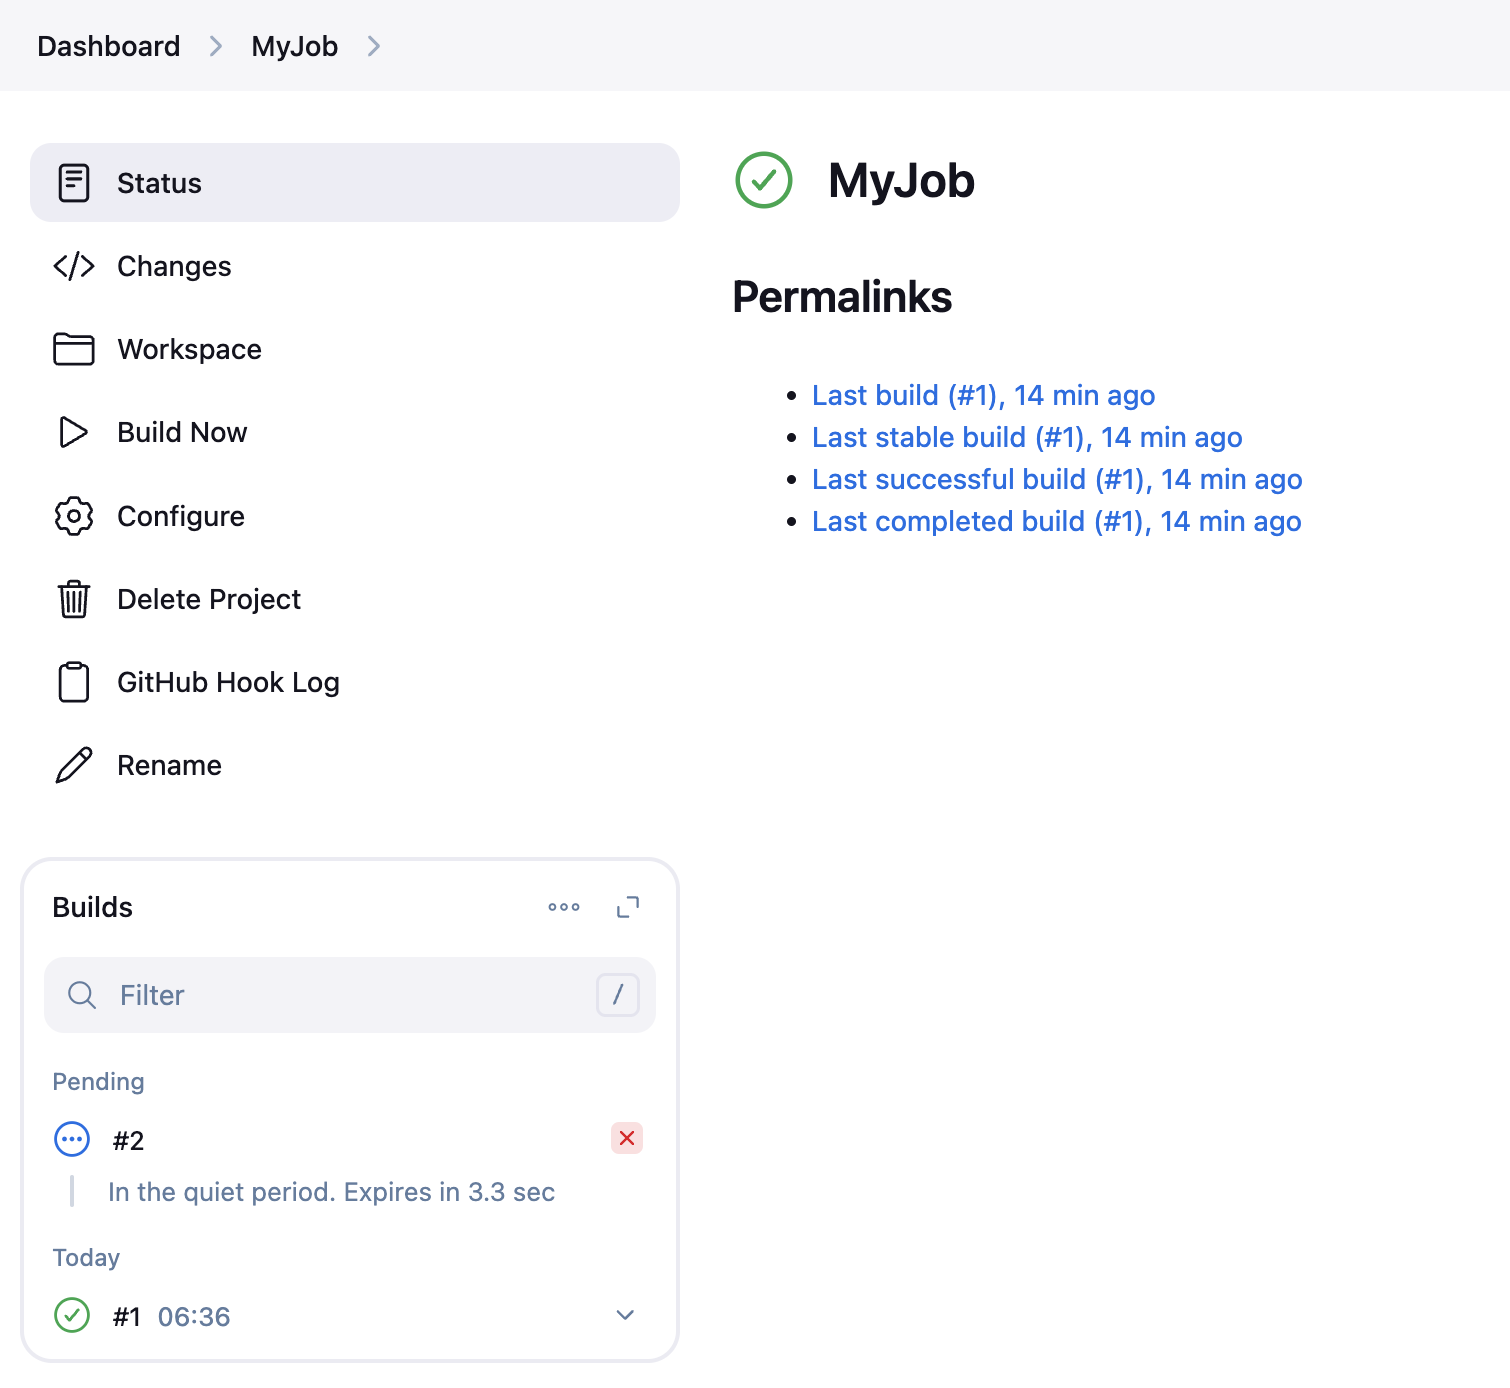 Dashboard MyJob
Status
Changes
Workspace
Build Now
Configure
Delete Project
GitHub Hook Log
Rename
Builds
Filter /
Pending
#2
In the quiet period. Expires in 3.3 sec
Today
#1 06:36
MyJob
Permalinks
Last build (#1), 14 min ago
Last stable build (#1), 14 min ago
Last successful build (#1), 14 min ago
Last completed build (#1), 14 min ago